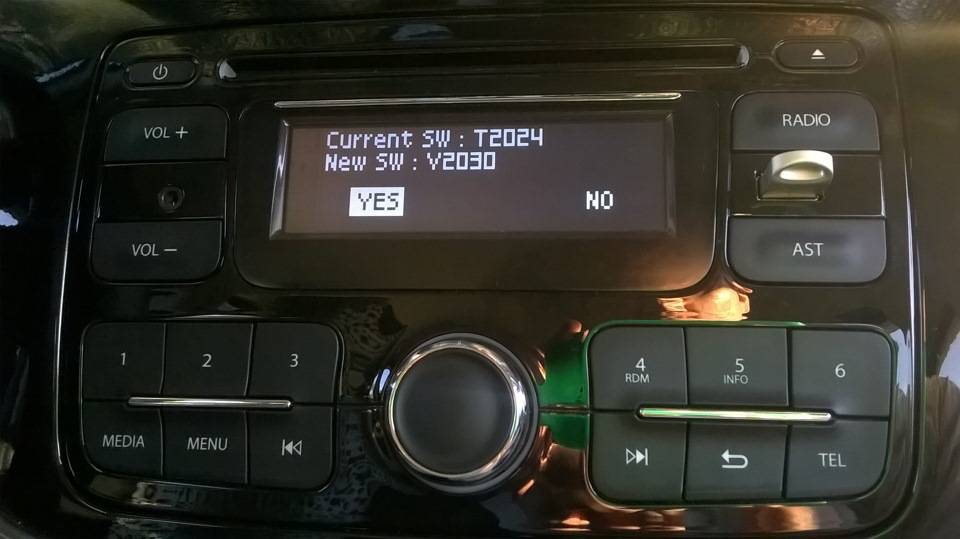 VOL +
VOL −
Current SW : T2024
New SW : Y2030
YES NO
RADIO
AST
1 2 3
MEDIA MENU
4 5 6
RDM INFO
TEL